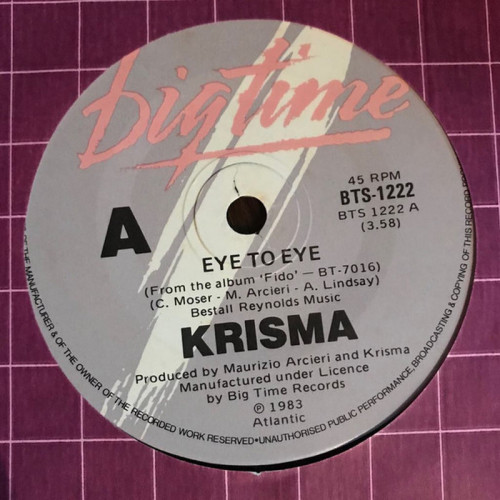 big time
45 RPM
BTS-1222
BTS 1222 A
(3.58)
A
EYE TO EYE
(From the album 'Fido' — BT-7016)
(C. Moser - M. Arcieri - A. Lindsay)
Bestall Reynolds Music
KRISMA
Produced by Maurizio Arcieri and Krisma
Manufactured under Licence
by Big Time Records
℗ 1983
Atlantic
THE MANUFACTURER & OF THE OWNER OF THE RECORDED WORK RESERVED•UNAUTHORISED PUBLIC PERFORMANCE, BROADCASTING & COPYING OF THIS RECORD